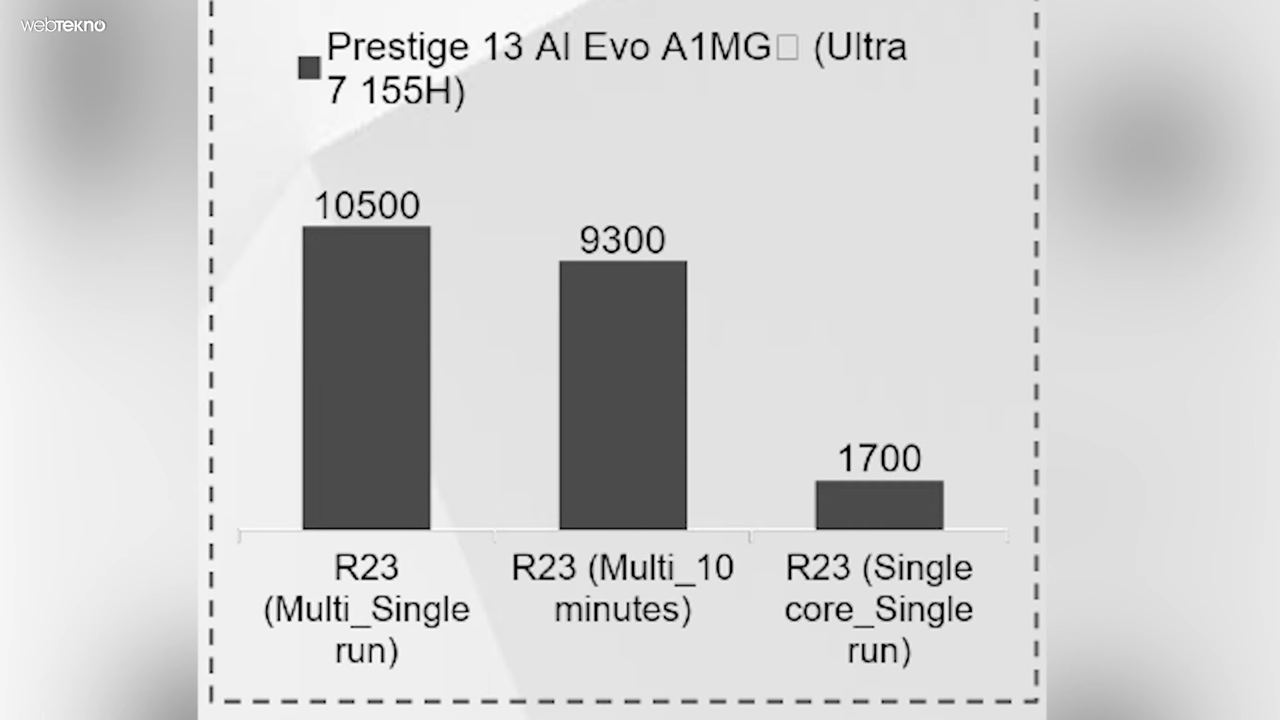 webtekno
Prestige 13 AI Evo A1MG□ (Ultra
7 155H)
10500
9300
1700
R23
(Multi_Single
run)
R23 (Multi_10
minutes)
R23 (Single
core_Single
run)